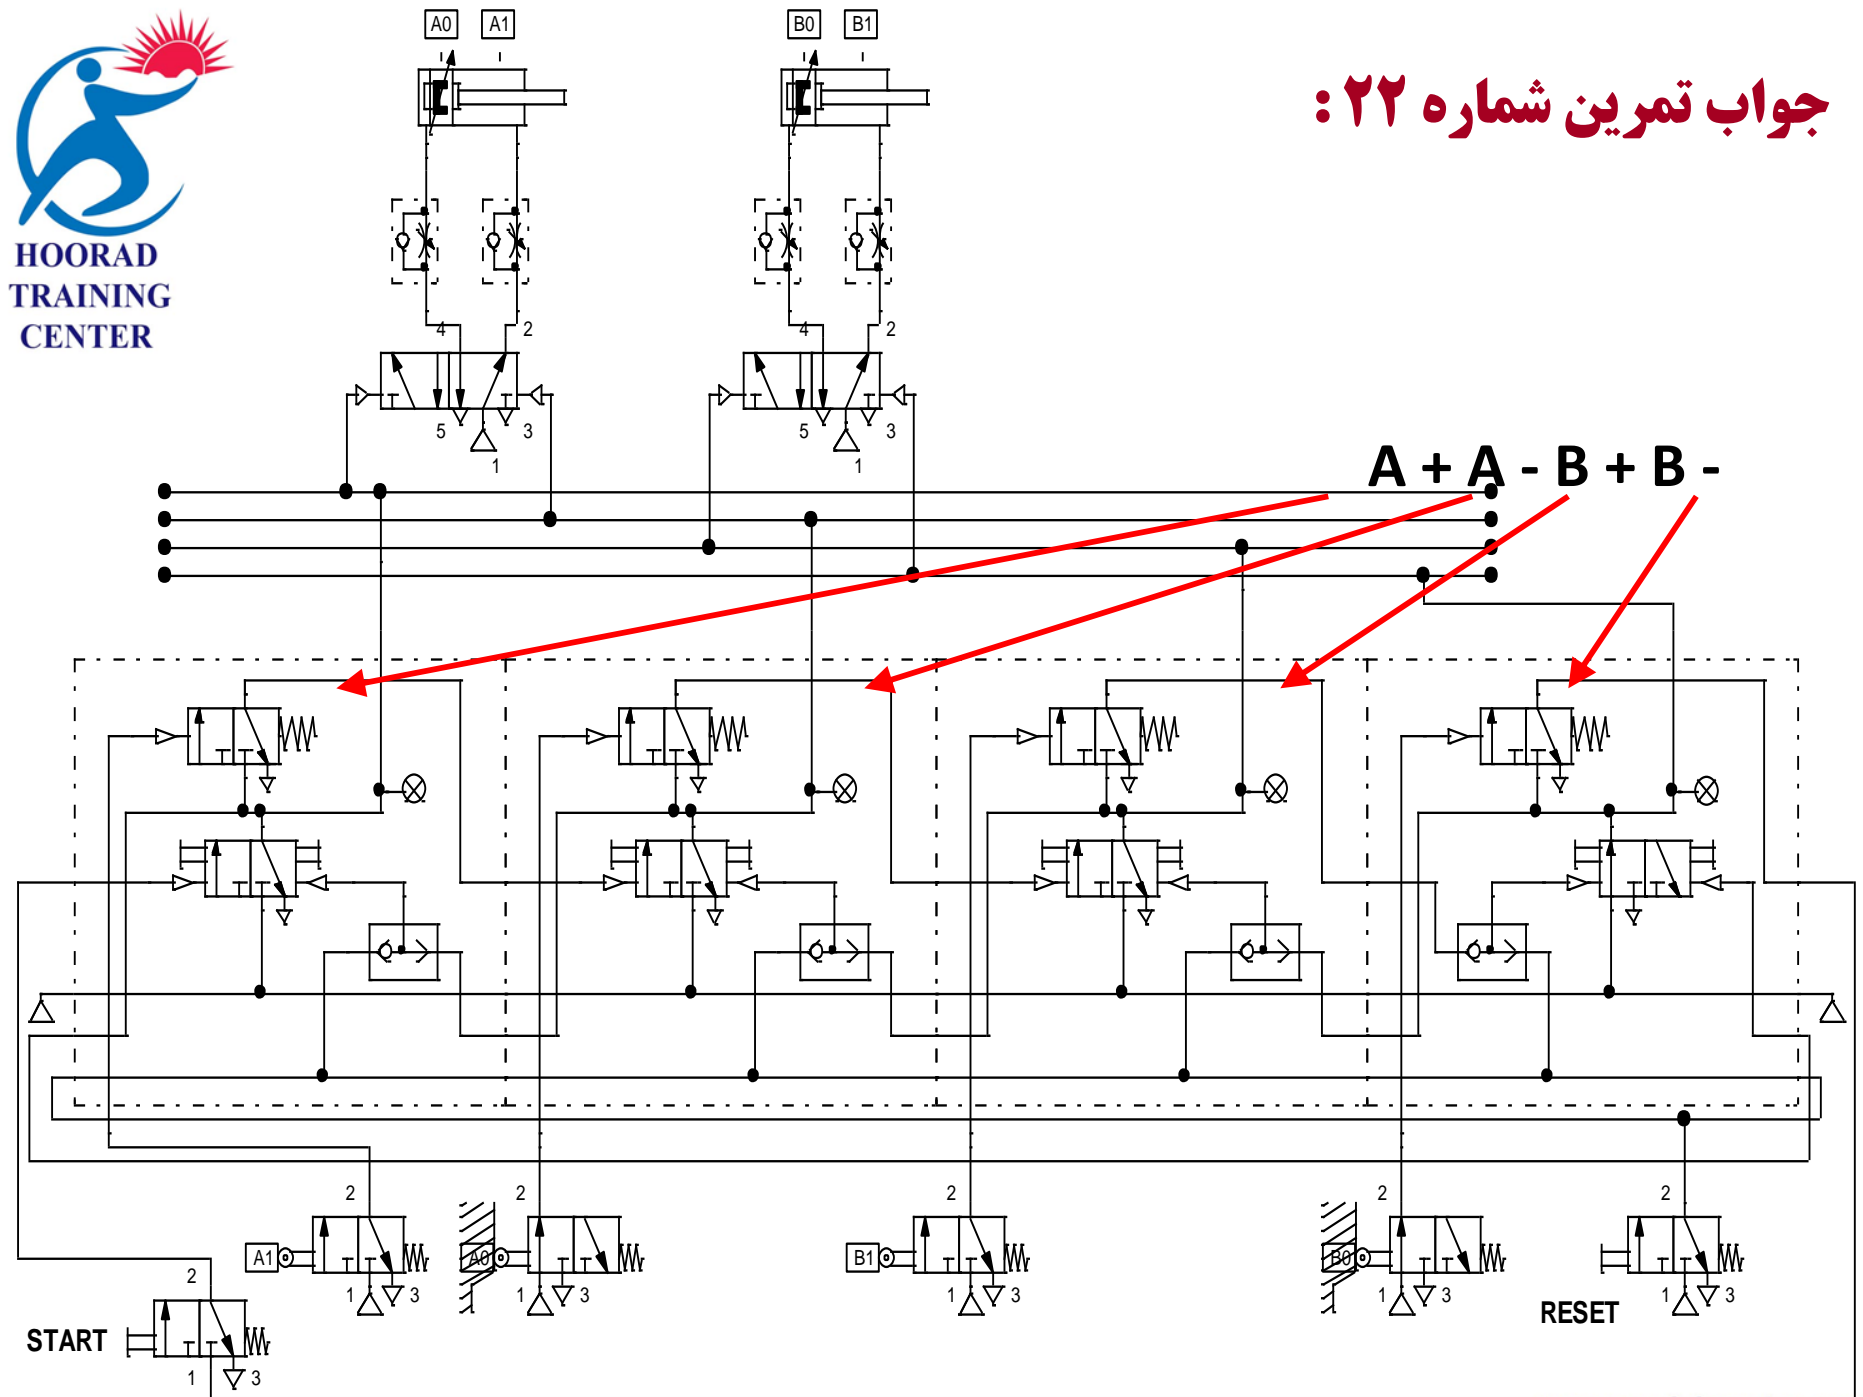 A0 A1 B0 B1
جواب تمرین شماره ۲۲ :
HOORAD
TRAINING
CENTER
4 2 4 2
5 3 5 3
1 1
A + A - B + B -
2 2 2 2 2
A1 A0 B1 B0
1 3 1 3 1 3 1 3 1 3
RESET
2
START
1 3